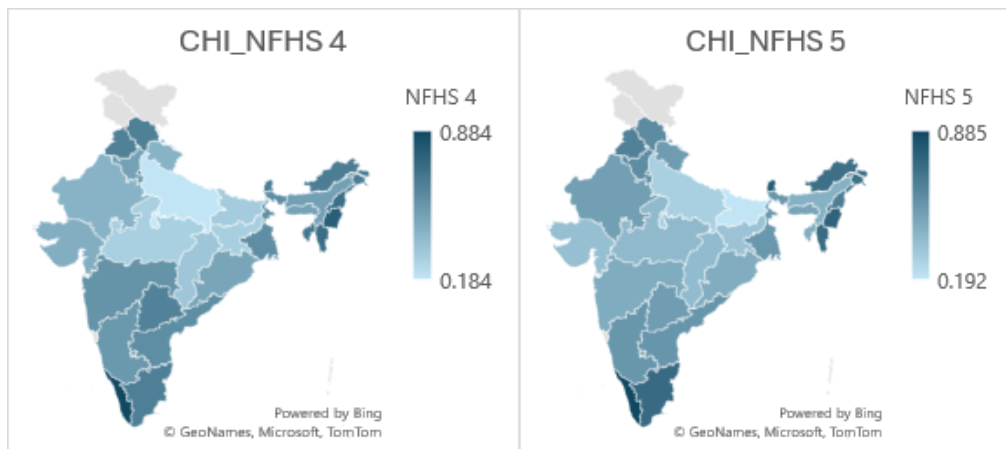 CHI_NFHS 4
NFHS 4
0.884
0.184
Powered by Bing
© GeoNames, Microsoft, TomTom
CHI_NFHS 5
NFHS 5
0.885
0.192
Powered by Bing
© GeoNames, Microsoft, TomTom